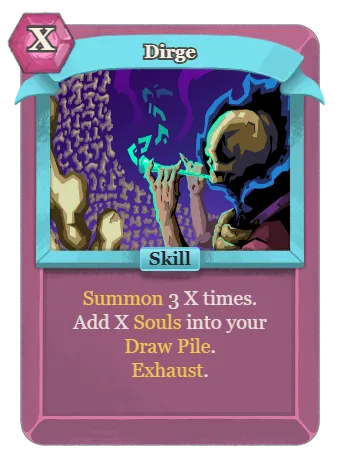 X
Dirge
Skill
Summon 3 X times.
Add X Souls into your
Draw Pile.
Exhaust.